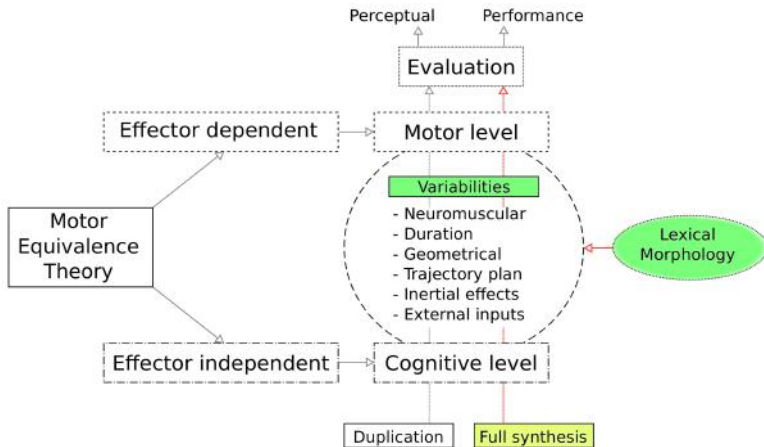 Perceptual Performance
Evaluation
Effector dependent
Motor level
Variabilities
- Neuromuscular
- Duration
- Geometrical
- Trajectory plan
- Inertial effects
- External inputs
Motor
Equivalence
Theory
Lexical
Morphology
Effector independent
Cognitive level
Duplication
Full synthesis